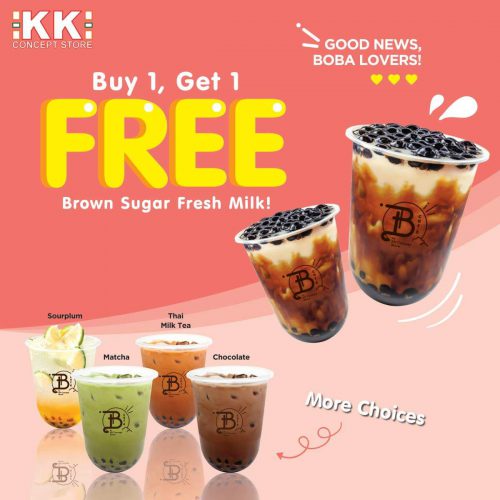 KK
CONCEPT STORE
GOOD NEWS,
BOBA LOVERS!
Buy 1, Get 1
FREE
Brown Sugar Fresh Milk!
Sourplum
Thai
Milk Tea
Matcha
Chocolate
More Choices
B
B
B
B
B
B